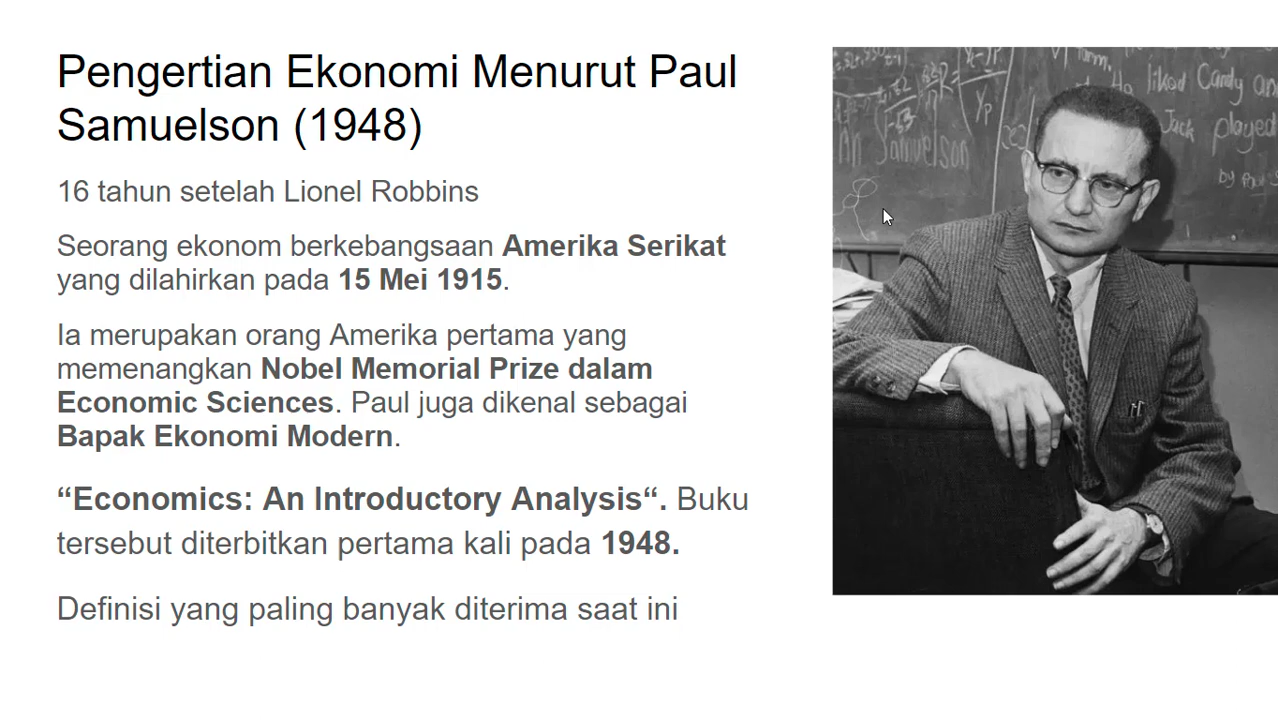 Pengertian Ekonomi Menurut Paul
Samuelson (1948)
16 tahun setelah Lionel Robbins
Seorang ekonom berkebangsaan Amerika Serikat
yang dilahirkan pada 15 Mei 1915.
Ia merupakan orang Amerika pertama yang
memenangkan Nobel Memorial Prize dalam
Economic Sciences. Paul juga dikenal sebagai
Bapak Ekonomi Modern.
“Economics: An Introductory Analysis“. Buku
tersebut diterbitkan pertama kali pada 1948.
Definisi yang paling banyak diterima saat ini
liked Candy
Jack played
Samuelson
by